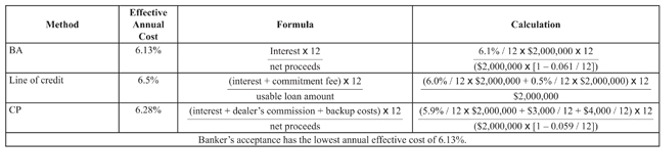 Method
Effective
Annual
Cost
Formula
Calculation
BA
6.13%
Interest x 12
net proceeds
6.1% / 12 x $2,000,000 x 12
($2,000,000 x [1 – 0.061 / 12])
Line of credit
6.5%
(interest + commitment fee) x 12
usable loan amount
(6.0% / 12 x $2,000,000 + 0.5% / 12 x $2,000,000) x 12
$2,000,000
CP
6.28%
(interest + dealer's commission + backup costs) x 12
net proceeds
(5.9% / 12 x $2,000,000 + $3,000 / 12 + $4,000 / 12) x 12
($2,000,000 x [1 – 0.059 / 12])
Banker's acceptance has the lowest annual effective cost of 6.13%.